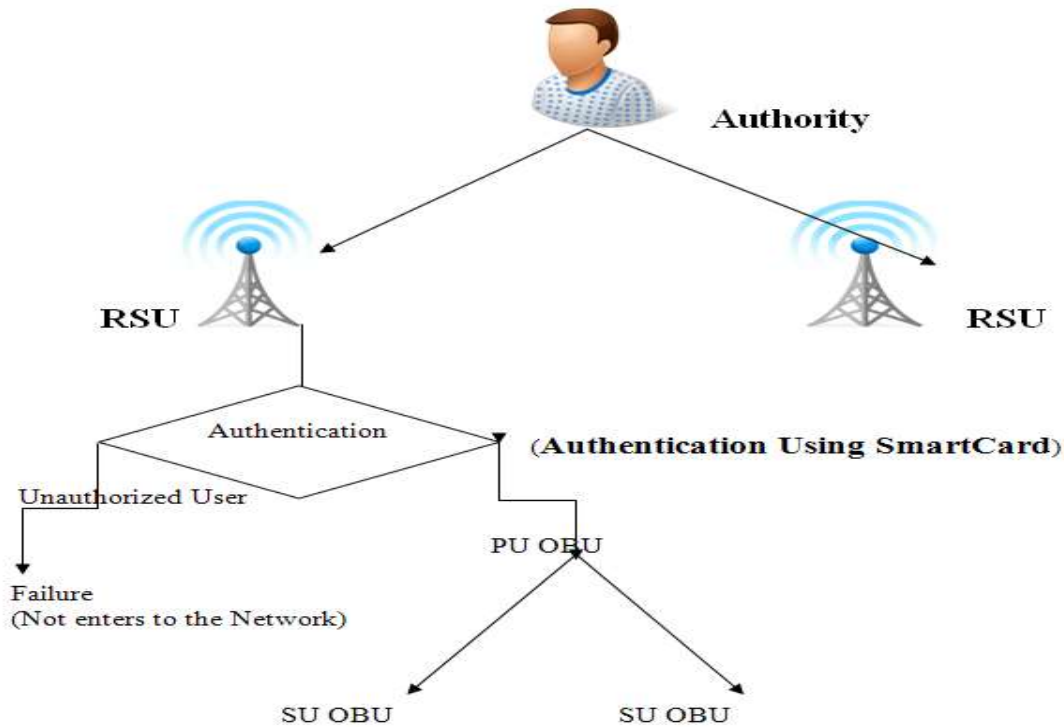 Authority
RSU
RSU
Authentication
(Authentication Using SmartCard)
Unauthorized User
PU OBU
Failure
(Not enters to the Network)
SU OBU
SU OBU